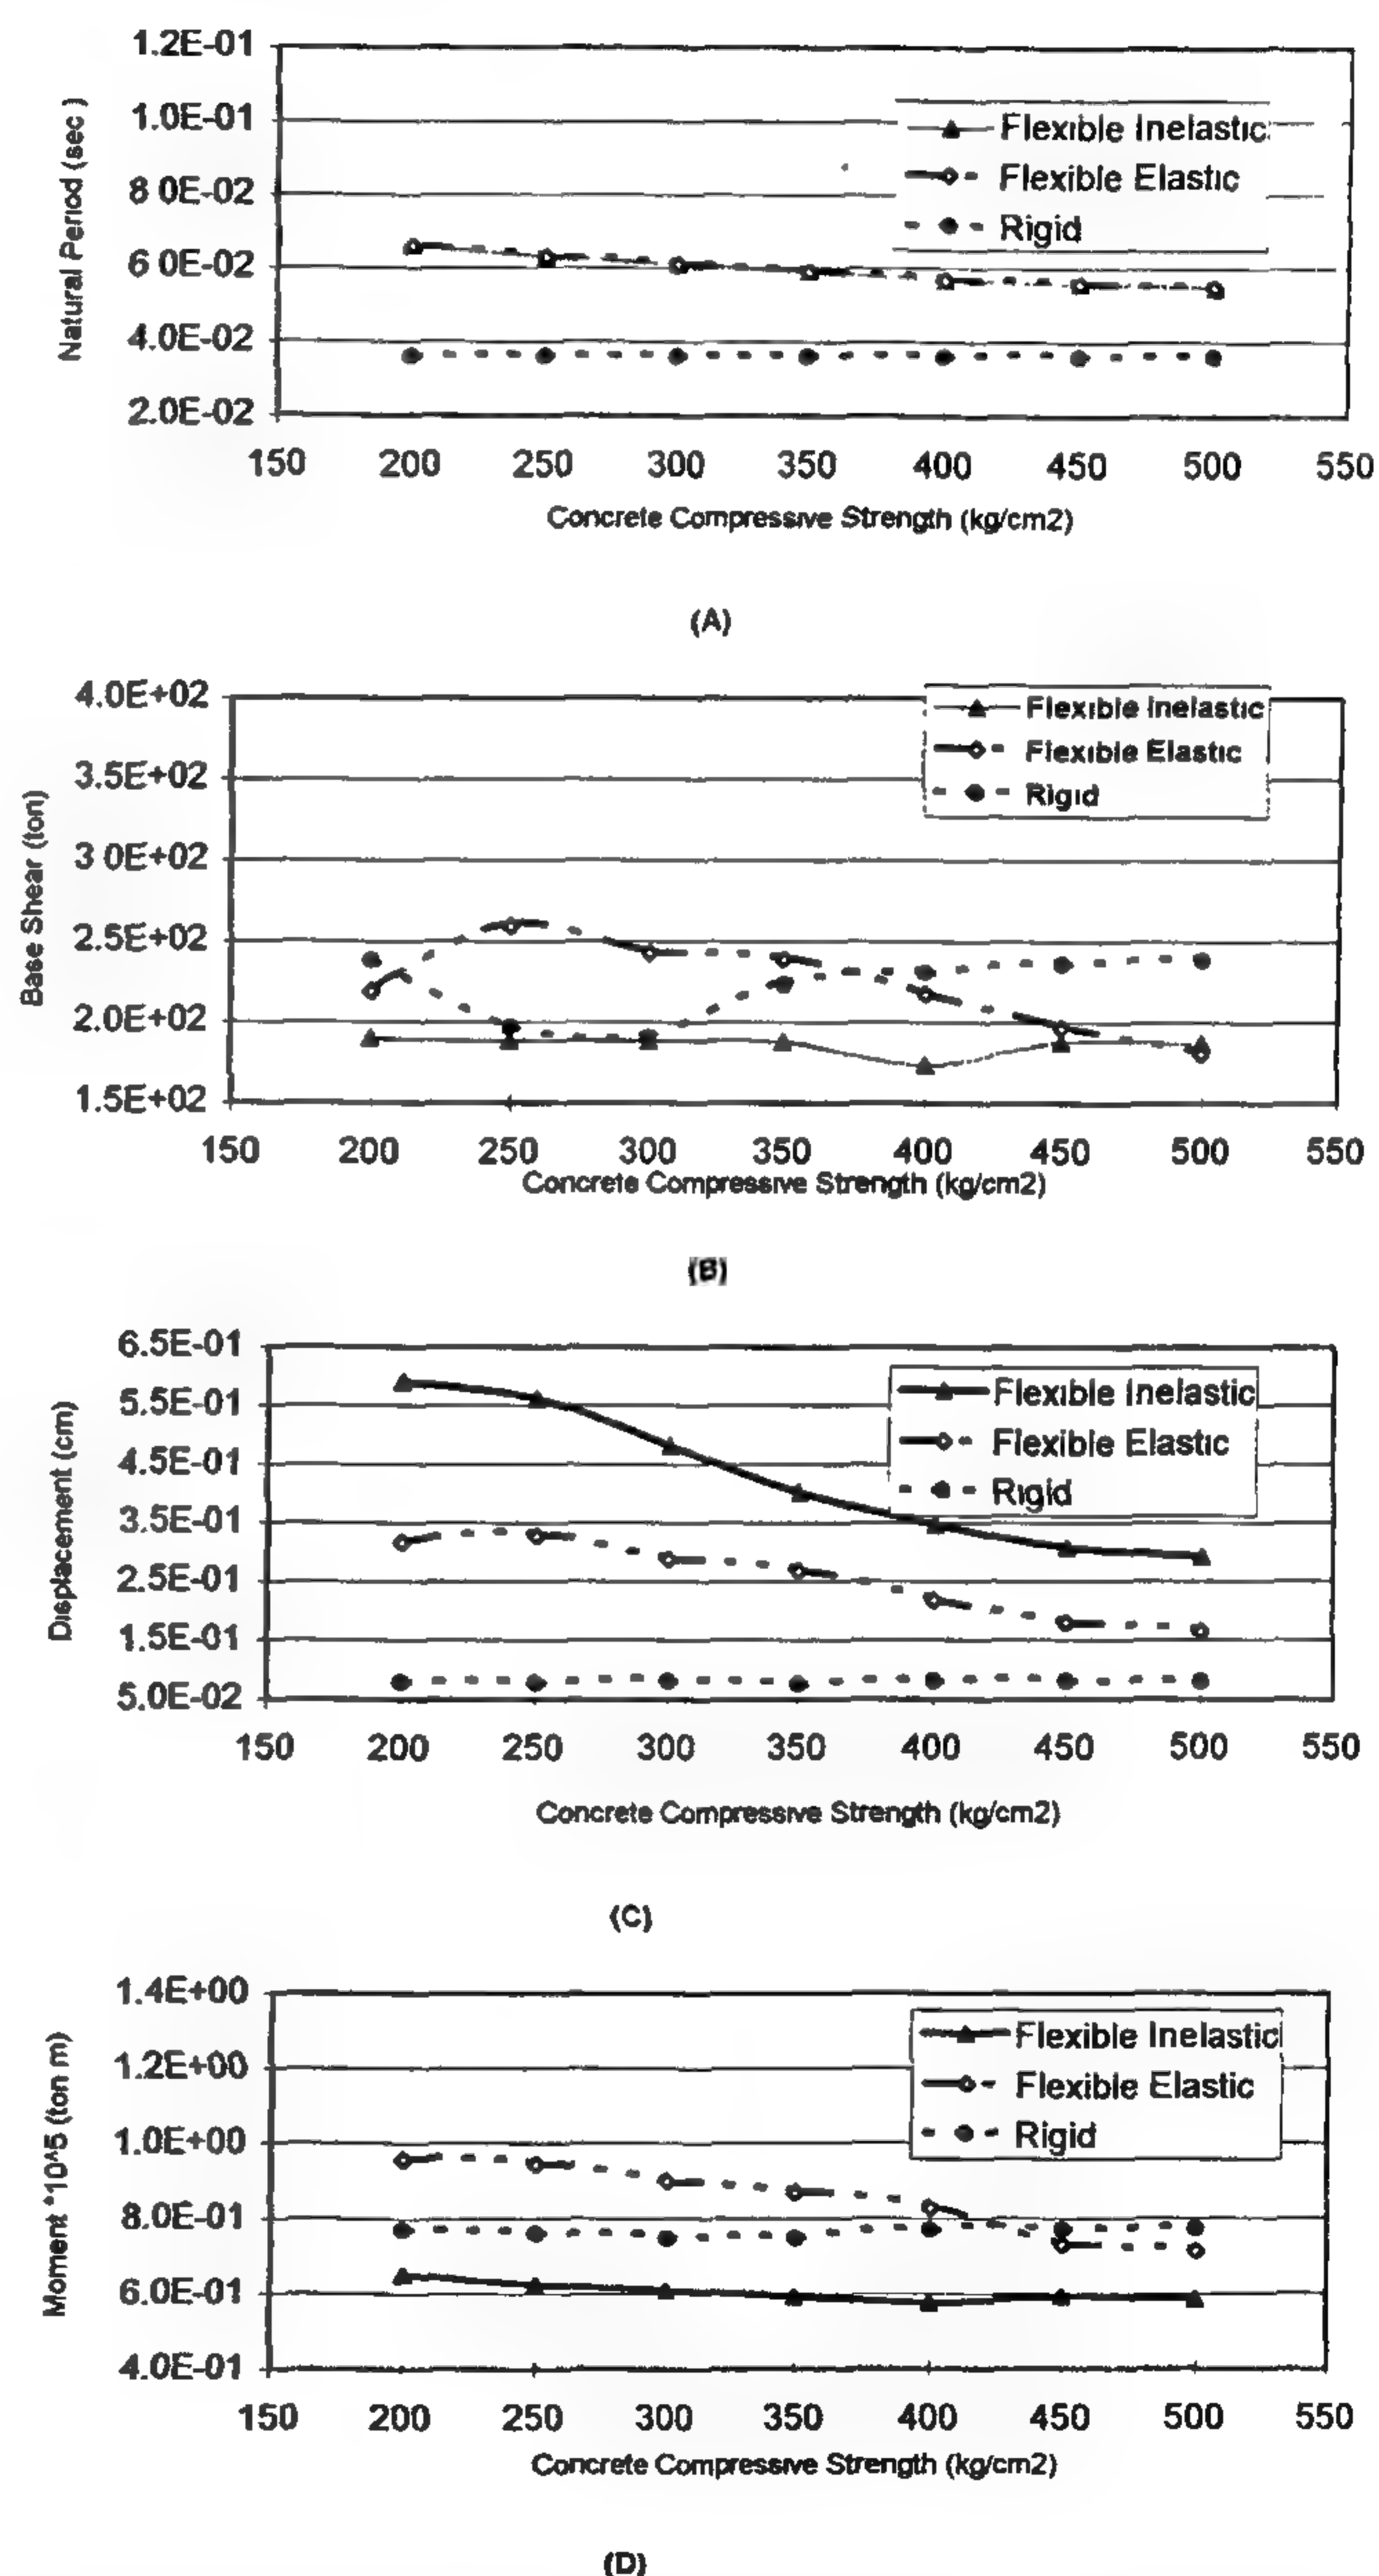 1.2E-01
1.0E-01
8 0E-02
6 0E-02
4.0E-02
2.0E-02
Natural Period (sec )
Flexible Inelastic
Flexible Elastic
Rigid
150 200 250 300 350 400 450 500 550
Concrete Compressive Strength (kg/cm2)
(A)
4.0E+02
3.5E+02
3 0E+02
2.5E+02
2.0E+02
1.5E+02
Base Shear (ton)
Flexible Inelastic
Flexible Elastic
Rigid
150 200 250 300 350 400 450 500 550
Concrete Compressive Strength (kg/cm2)
(B)
6.5E-01
5.5E-01
4.5E-01
3.5E-01
2.5E-01
1.5E-01
5.0E-02
Displacement (cm)
Flexible Inelastic
Flexible Elastic
Rigid
150 200 250 300 350 400 450 500 550
Concrete Compressive Strength (kg/cm2)
(C)
1.4E+00
1.2E+00
1.0E+00
8.0E-01
6.0E-01
4.0E-01
Moment *10^5 (ton m)
Flexible Inelastic
Flexible Elastic
Rigid
150 200 250 300 350 400 450 500 550
Concrete Compressive Strength (kg/cm2)
(D)